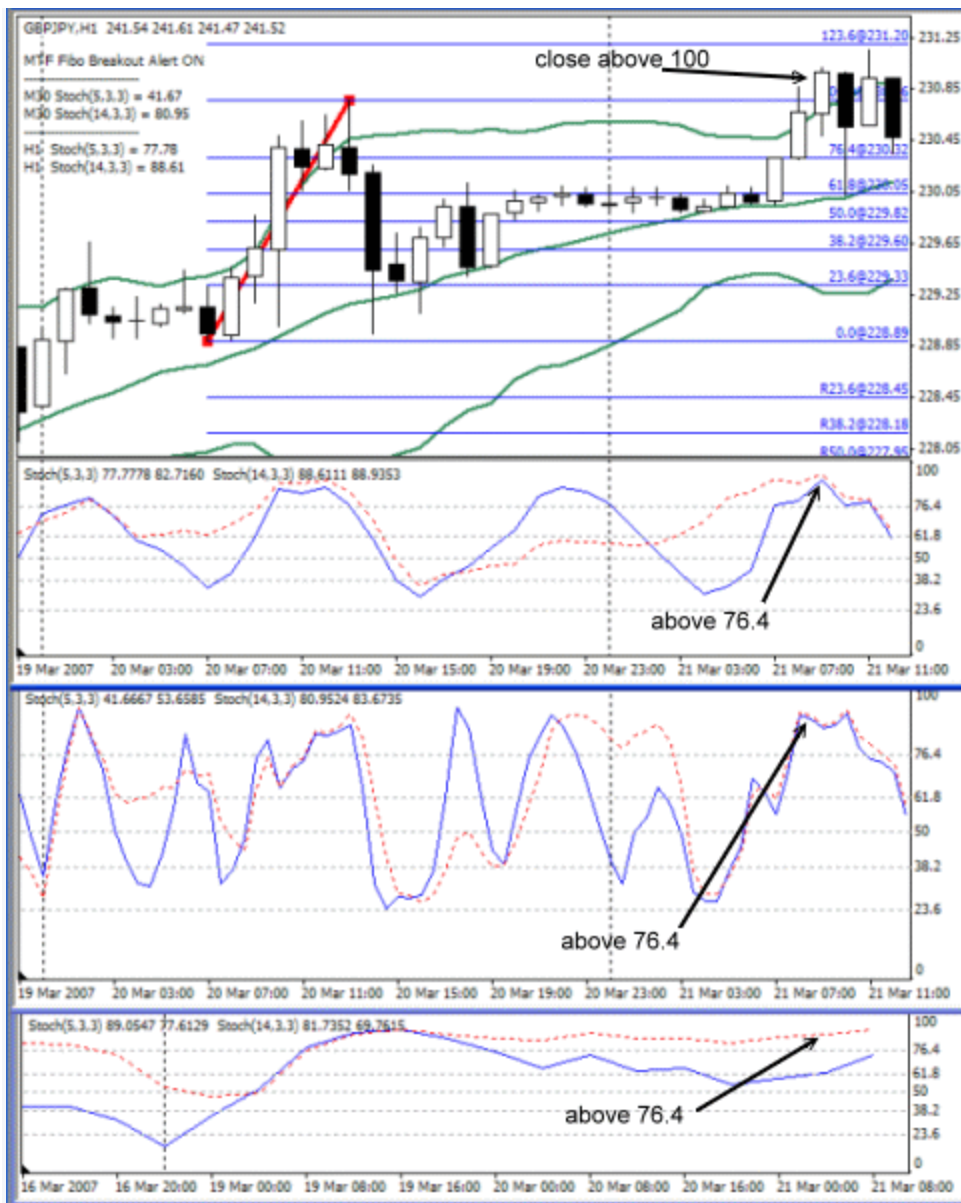 GBPJPY,H1 241.54 241.61 241.47 241.52
MTF Fibo Breakout Alert ON
M30 Stoch(5,3,3) = 41.67
M30 Stoch(14,3,3) = 80.95
H1 Stoch(5,3,3) = 77.78
H1 Stoch(14,3,3) = 88.61
close above 100
123.6@231.20
76.4@230.32
61.8@230.05
50.0@229.82
38.2@229.60
23.6@229.33
0.0@228.89
R23.6@228.45
R38.2@228.18
R50.0@227.95
231.25
230.85
230.45
230.05
229.65
229.25
228.85
228.45
228.05
Stoch(5,3,3) 77.7778 82.7160 Stoch(14,3,3) 88.6111 88.9353
100
76.4
61.8
50
38.2
23.6
0
above 76.4
19 Mar 2007 20 Mar 03:00 20 Mar 07:00 20 Mar 11:00 20 Mar 15:00 20 Mar 19:00 20 Mar 23:00 21 Mar 03:00 21 Mar 07:00 21 Mar 11:00
Stoch(5,3,3) 41.6667 53.6585 Stoch(14,3,3) 80.9524 83.6735
100
76.4
61.8
50
38.2
23.6
0
above 76.4
19 Mar 2007 20 Mar 03:00 20 Mar 07:00 20 Mar 11:00 20 Mar 15:00 20 Mar 19:00 20 Mar 23:00 21 Mar 03:00 21 Mar 07:00 21 Mar 11:00
Stoch(5,3,3) 89.0547 77.6129 Stoch(14,3,3) 81.7352 69.7615
100
76.4
61.8
50
38.2
23.6
0
above 76.4
16 Mar 2007 16 Mar 20:00 19 Mar 00:00 19 Mar 08:00 19 Mar 16:00 20 Mar 00:00 20 Mar 08:00 20 Mar 16:00 21 Mar 00:00 21 Mar 08:00